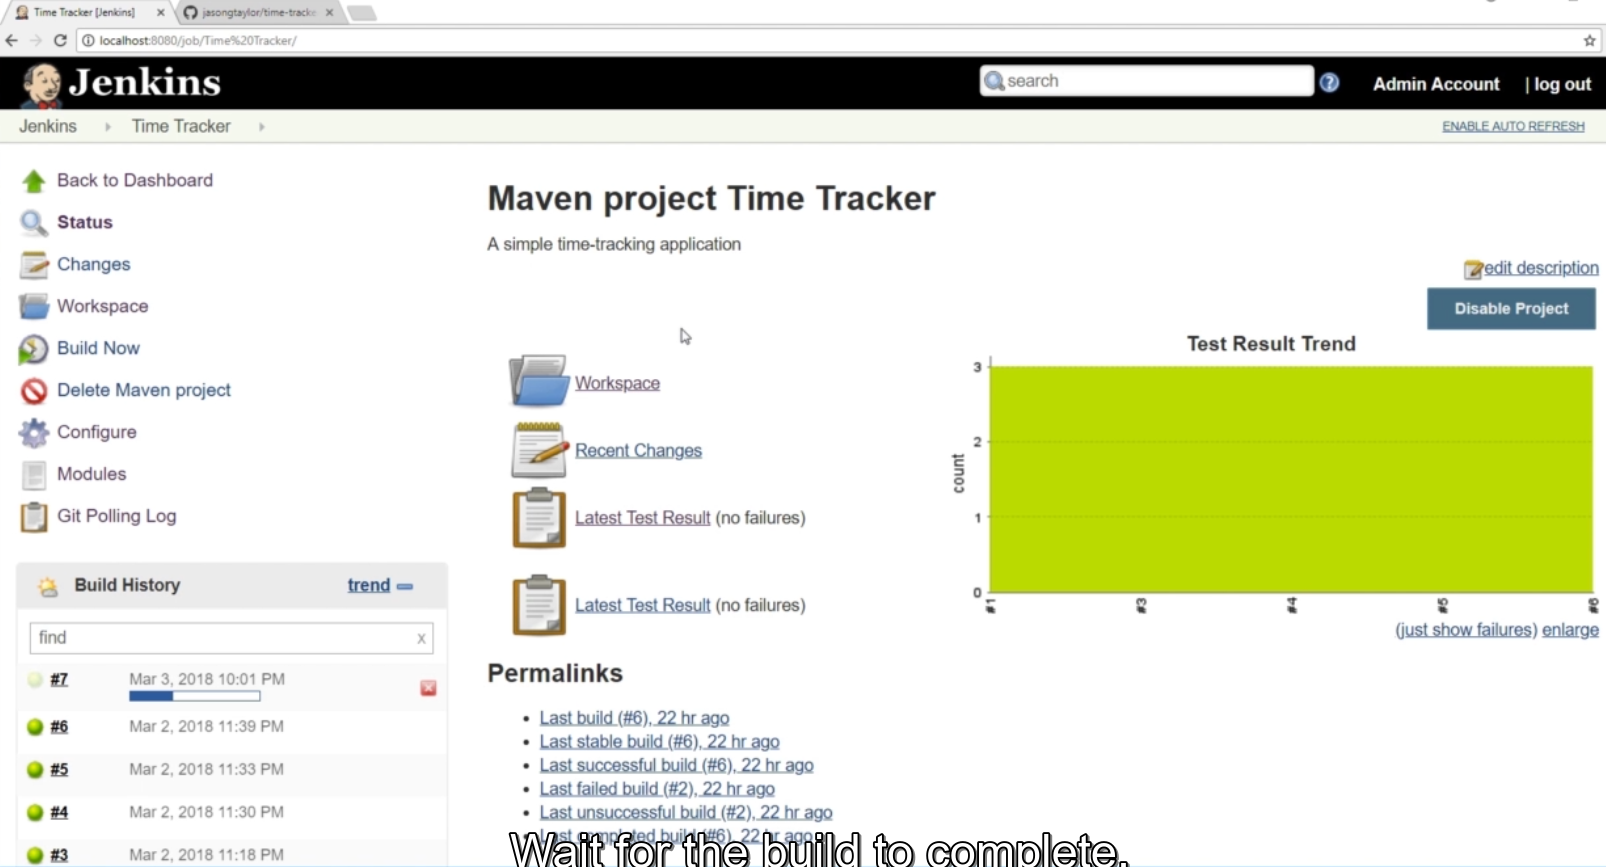 Time Tracker [Jenkins]
jasongtaylor/time-tracke
localhost:8080/job/Time%20Tracker/
Jenkins
search
Admin Account
| log out
Jenkins
Time Tracker
ENABLE AUTO REFRESH
Back to Dashboard
Status
Changes
Workspace
Build Now
Delete Maven project
Configure
Modules
Git Polling Log
Build History
trend
find
x
#7
Mar 3, 2018 10:01 PM
#6
Mar 2, 2018 11:39 PM
#5
Mar 2, 2018 11:33 PM
#4
Mar 2, 2018 11:30 PM
#3
Mar 2, 2018 11:18 PM
Maven project Time Tracker
A simple time-tracking application
edit description
Disable Project
Workspace
Recent Changes
Latest Test Result (no failures)
Latest Test Result (no failures)
Test Result Trend
3
2
1
0
count
#1
#3
#4
#5
#6
(just show failures) enlarge
Permalinks
Last build (#6), 22 hr ago
Last stable build (#6), 22 hr ago
Last successful build (#6), 22 hr ago
Last failed build (#2), 22 hr ago
Last unsuccessful build (#2), 22 hr ago
Last completed build (#6), 22 hr ago
Wait for the build to complete.